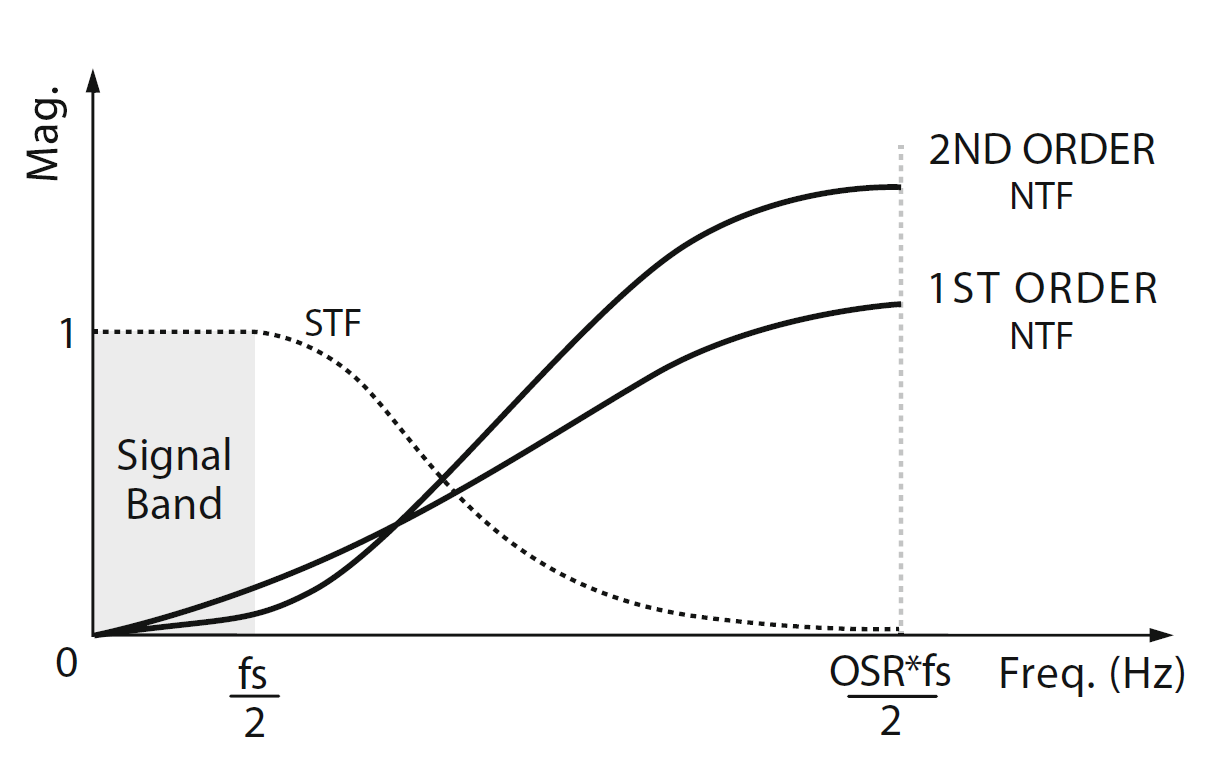 Mag.
2ND ORDER
NTF
1ST ORDER
NTF
STF
1
Signal
Band
0
fs
2
OSR*fs
2
Freq. (Hz)